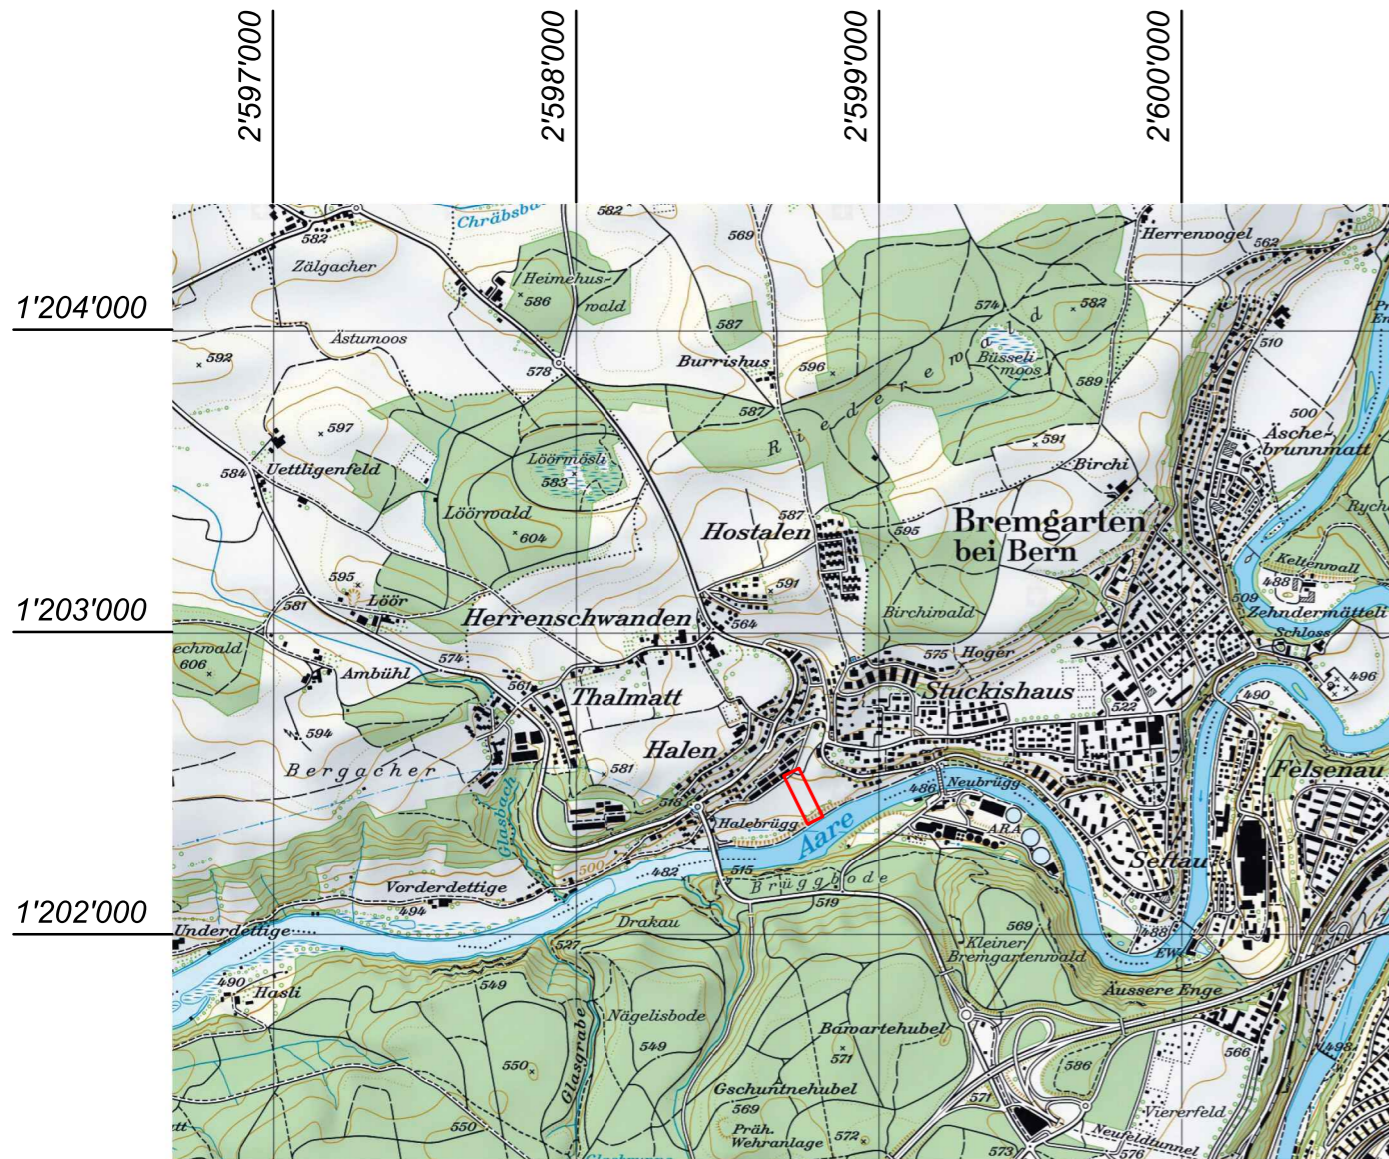 2'597'000
2'598'000
2'599'000
2'600'000
1'204'000
1'203'000
1'202'000
Chräbsba
582
569
Herrenvogel
562
582
Zälgacher
Heimehus-
wald
586
574
582
587
510
Ästumoos
592
578
Burrishus
596
Riederewald
Büsseli-
moos
589
587
500
597
591
Äsche-
brunnmatt
Uettligenfeld
584
Löörmösli
583
Birchi
Löörwald
604
587
Hostalen
595
Bremgarten
bei Bern
Rych
Keltenwall
488
595
Löör
581
591
564
Birchiwald
509
Zehndermätteli
Herrenschwanden
Schloss
echwald
606
574
Ambühl
561
575
Hoger
496
Thalmatt
Stuckishaus
490
522
594
Halen
Bergacher
581
Felsenau
Glasbach
518
486
Neubrügg
Halebrügg
Aare
ARA
500
482
515
Seftau
Brüggbode
Vorderdettige
494
519
Underdettige
Drakau
569
488
527
Kleiner
Bremgartenwald
EW
490
Hasli
549
Äussere Enge
Nägelisbode
549
Bawartehubel
571
498
566
550
Glasgrabe
586
Gschuntnehubel
569
571
Präh.
Wehranlage
572
Viererfeld
550
Neufeldtunnel
573
576